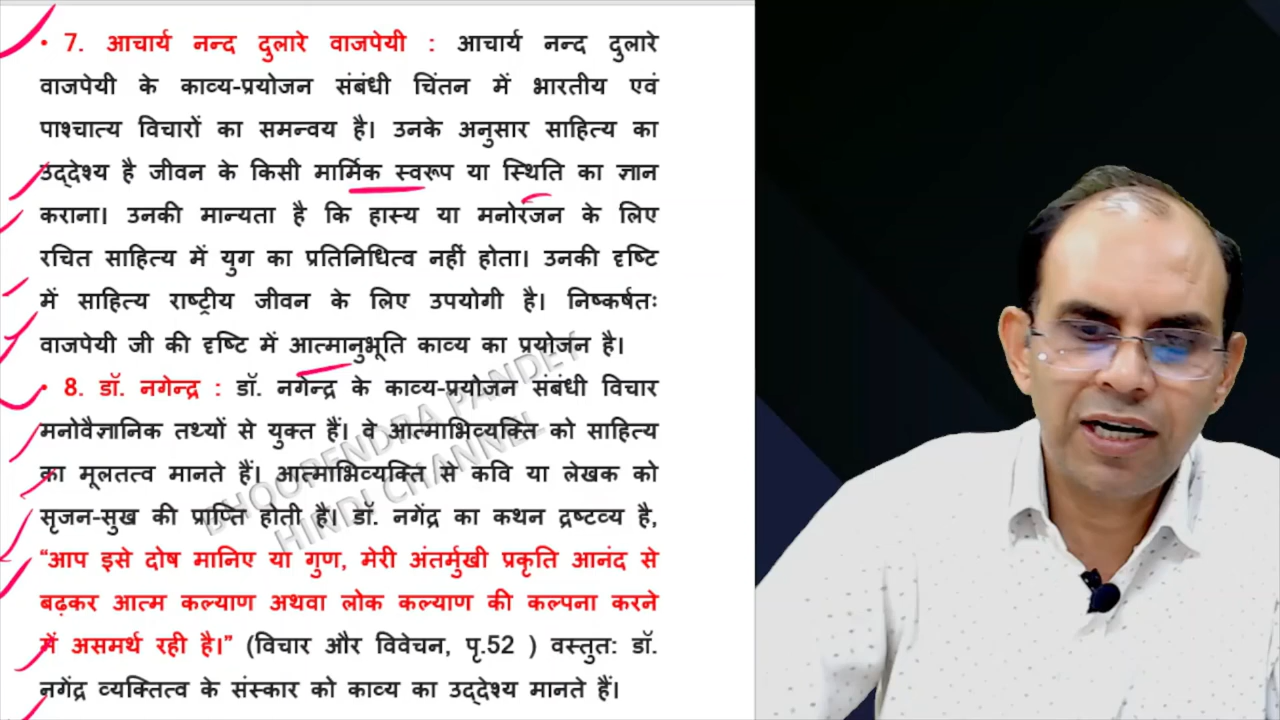 • 7. आचार्य नन्द दुलारे वाजपेयी : आचार्य नन्द दुलारे
वाजपेयी के काव्य-प्रयोजन संबंधी चिंतन में भारतीय एवं
पाश्चात्य विचारों का समन्वय है। उनके अनुसार साहित्य का
उद्देश्य है जीवन के किसी मार्मिक स्वरूप या स्थिति का ज्ञान
कराना। उनकी मान्यता है कि हास्य या मनोरंजन के लिए
रचित साहित्य में युग का प्रतिनिधित्व नहीं होता। उनकी दृष्टि
में साहित्य राष्ट्रीय जीवन के लिए उपयोगी है। निष्कर्षतः
वाजपेयी जी की दृष्टि में आत्मानुभूति काव्य का प्रयोजन है।
• 8. डॉ. नगेन्द्र : डॉ. नगेन्द्र के काव्य-प्रयोजन संबंधी विचार
मनोवैज्ञानिक तथ्यों से युक्त हैं। वे आत्माभिव्यक्ति को साहित्य
का मूलतत्व मानते हैं। आत्माभिव्यक्ति से कवि या लेखक को
सृजन-सुख की प्राप्ति होती है। डॉ. नगेंद्र का कथन द्रष्टव्य है,
“आप इसे दोष मानिए या गुण, मेरी अंतर्मुखी प्रकृति आनंद से
बढ़कर आत्म कल्याण अथवा लोक कल्याण की कल्पना करने
में असमर्थ रही है।” (विचार और विवेचन, पृ.52 ) वस्तुत: डॉ.
नगेंद्र व्यक्तित्व के संस्कार को काव्य का उद्देश्य मानते हैं।
DHOORENDRA PANDEY
HINDI CHANNEL